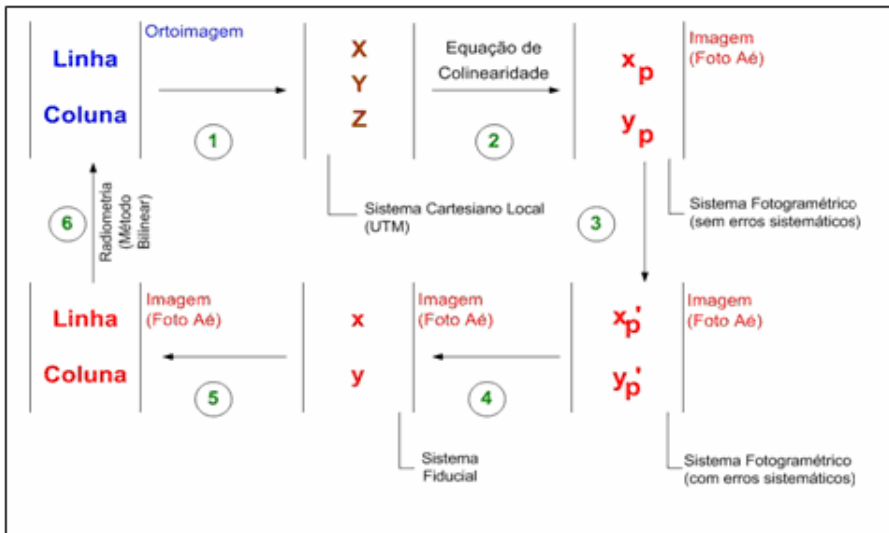 Linha
Coluna
Ortoimagem
1
X
Y
Z
Sistema Cartesiano Local
(UTM)
Equação de
Colinearidade
2
xp
yp
Imagem
(Foto Aé)
Sistema Fotogramétrico
(sem erros sistemáticos)
3
xp'
yp'
Imagem
(Foto Aé)
Sistema Fotogramétrico
(com erros sistemáticos)
4
Imagem
(Foto Aé)
x
y
Sistema
Fiducial
5
Imagem
(Foto Aé)
Linha
Coluna
6
Radiometria
(Método
Bilinear)